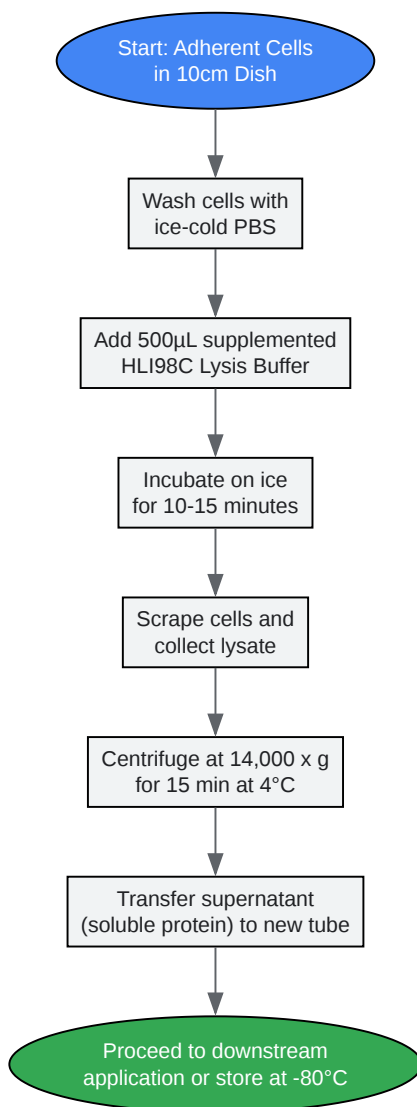 Start: Adherent Cells
in 10cm Dish
Wash cells with
ice-cold PBS
Add 500µL supplemented
HLI98C Lysis Buffer
Incubate on ice
for 10-15 minutes
Scrape cells and
collect lysate
Centrifuge at 14,000 x g
for 15 min at 4°C
Transfer supernatant
(soluble protein) to new tube
Proceed to downstream
application or store at -80°C